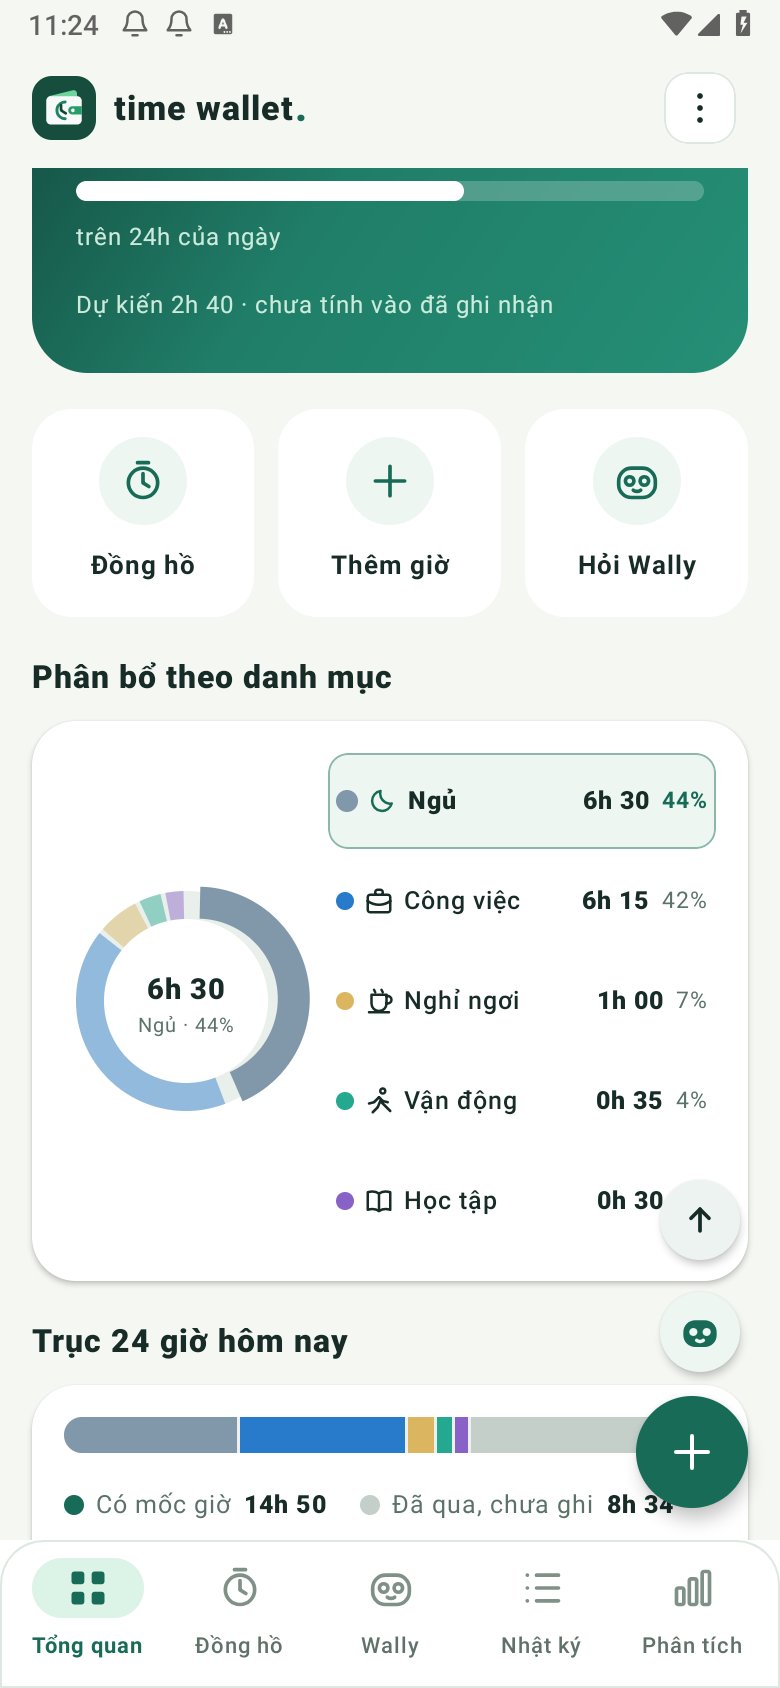 11:24
time wallet.
trên 24h của ngày
Dự kiến 2h 40 · chưa tính vào đã ghi nhận
Đồng hồ
Thêm giờ
Hỏi Wally
Phân bổ theo danh mục
6h 30
Ngủ · 44%
Ngủ 6h 30 44%
Công việc 6h 15 42%
Nghỉ ngơi 1h 00 7%
Vận động 0h 35 4%
Học tập 0h 30
Trục 24 giờ hôm nay
Có mốc giờ 14h 50 Đã qua, chưa ghi 8h 34
Tổng quan
Đồng hồ
Wally
Nhật ký
Phân tích